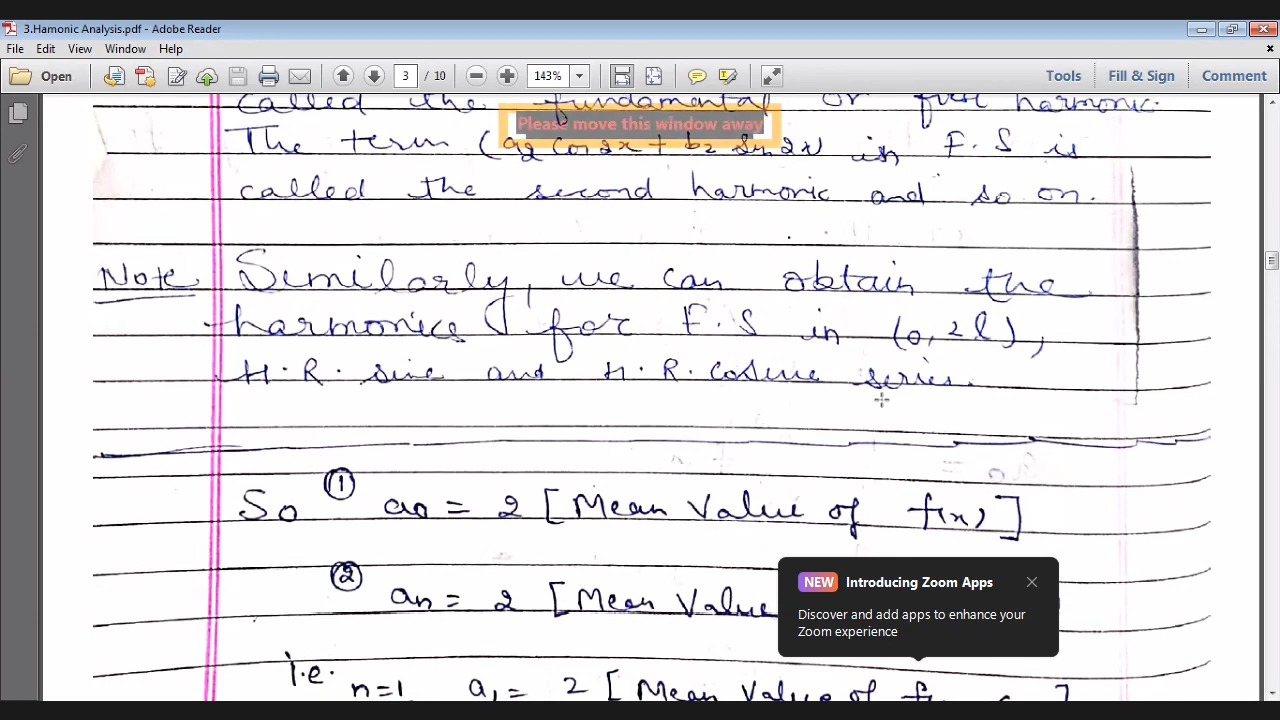 3.Hamonic Analysis.pdf - Adobe Reader
File Edit View Window Help
Open 3 / 10 143% Tools Fill & Sign Comment
called the fundamental or first harmonic.
Please move this window away
The term (a2 cos 2x + b2 sin 2x) in F.S is
called the second harmonic and so on.
Note Similarly, we can obtain the
harmonics for F.S in (0, 2l),
H.R. sine and H.R. cosine series.
So ① a0 = 2 [Mean Value of f(x)]
② an = 2 [Mean Value
NEW Introducing Zoom Apps
Discover and add apps to enhance your
Zoom experience
i.e. n=1, a1 = 2 [Mean Value of